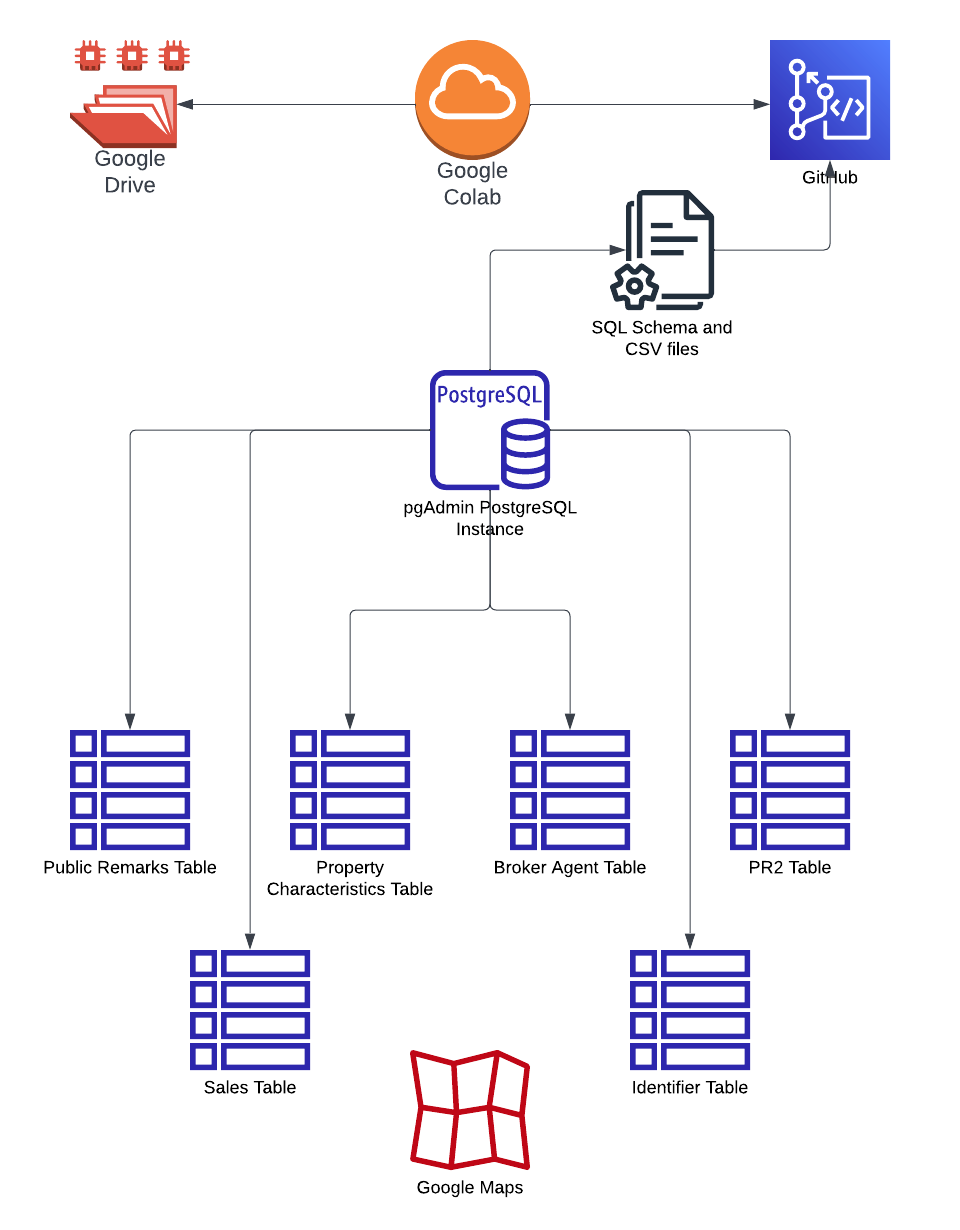 Google
Drive
Google
Colab
GitHub
SQL Schema and
CSV files
PostgreSQL
pgAdmin PostgreSQL
Instance
Public Remarks Table
Property
Characteristics Table
Broker Agent Table
PR2 Table
Sales Table
Identifier Table
Google Maps